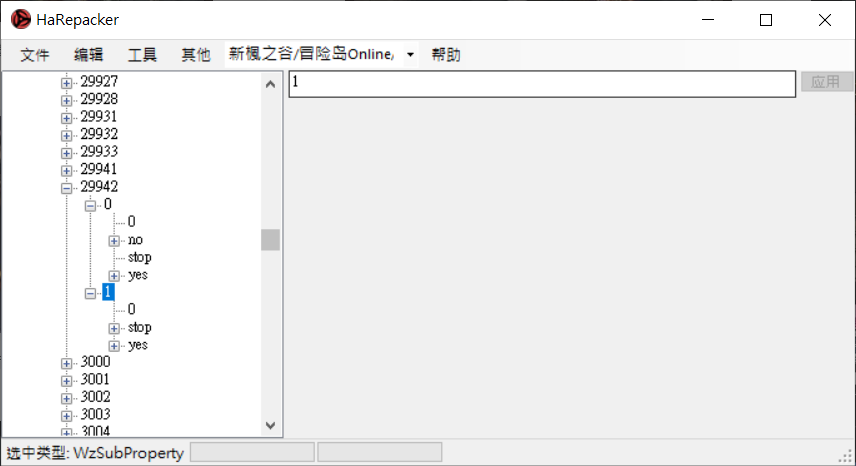 HaRepacker
文件 编辑 工具 其他 新楓之谷/冒险岛Online/ 帮助
29927
29928
29931
29932
29933
29941
29942
0
0
no
stop
yes
1
0
stop
yes
3000
3001
3002
3003
3004
1
应用
选中类型: WzSubProperty